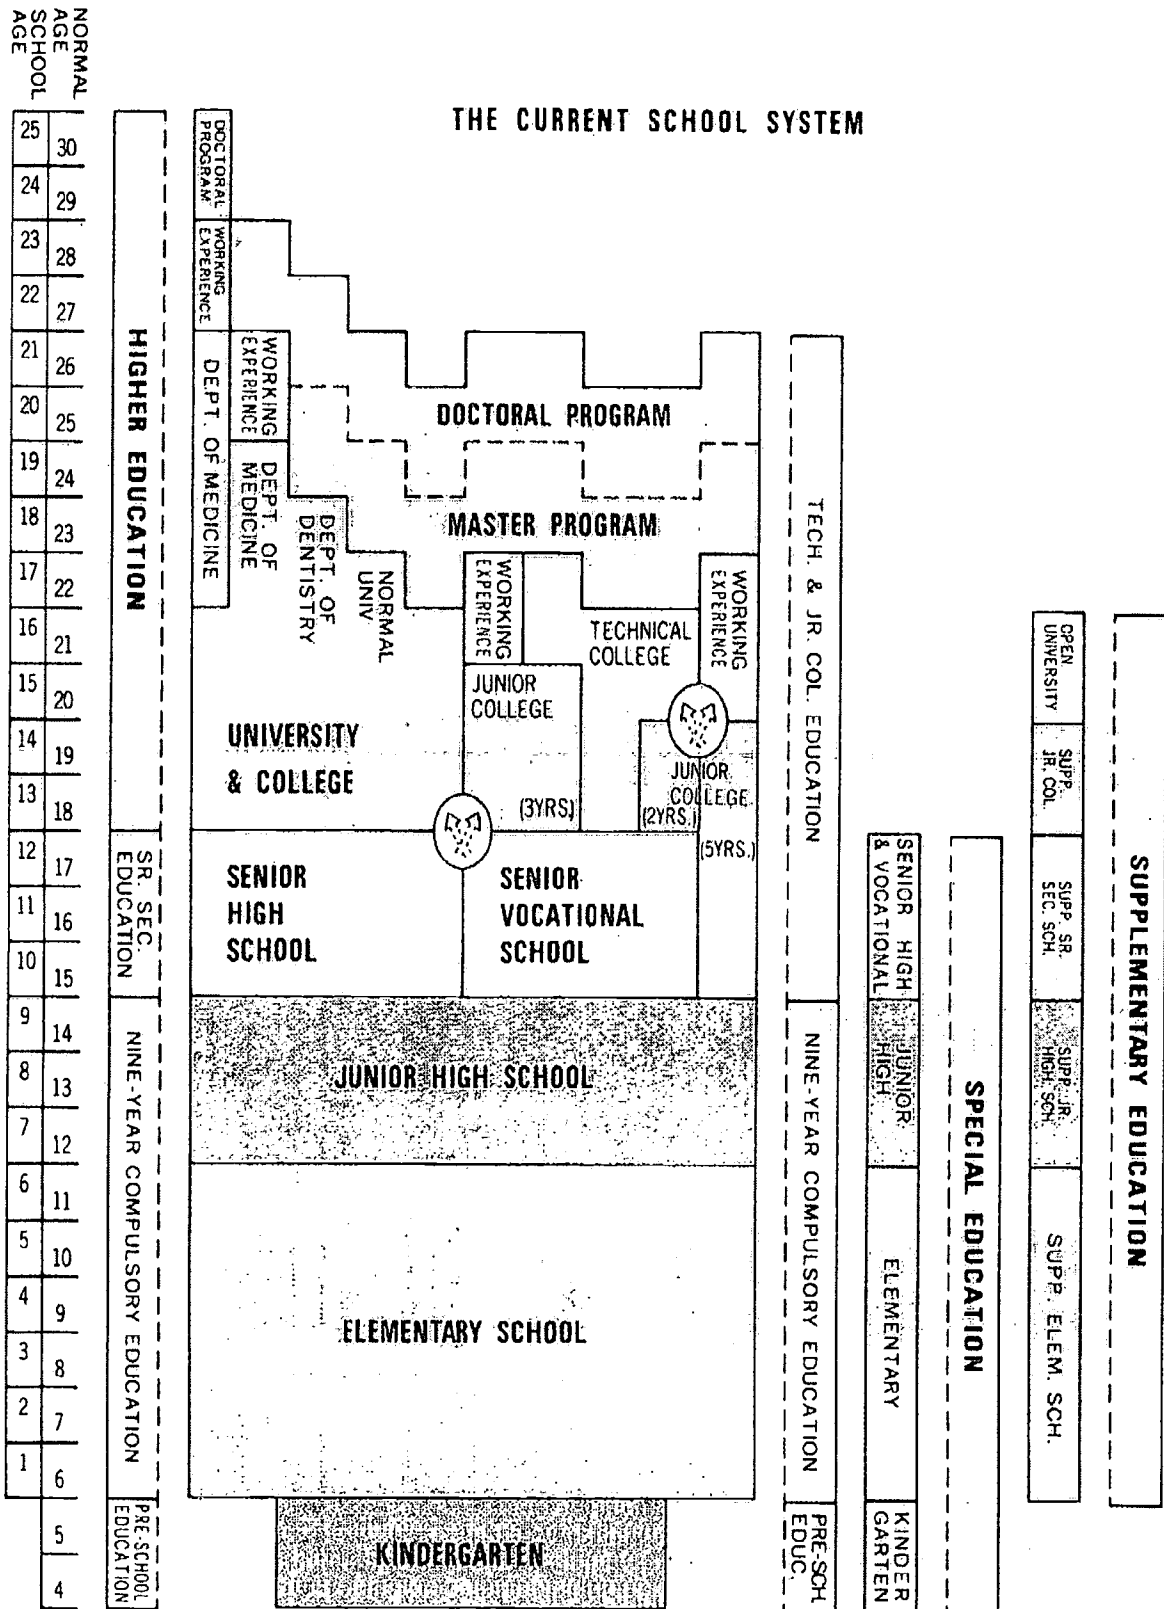 NORMAL
AGE
SCHOOL
AGE
THE CURRENT SCHOOL SYSTEM
25
24
23
22
21
20
19
18
17
16
15
14
13
12
11
10
9
8
7
6
5
4
3
2
1
30
29
28
27
26
25
24
23
22
21
20
19
18
17
16
15
14
13
12
11
10
9
8
7
6
5
4
HIGHER EDUCATION
SR. SEC.
EDUCATION
NINE-YEAR COMPULSORY EDUCATION
PRE-SCHOOL
EDUCATION
DOCTORAL
PROGRAM
WORKING
EXPERIENCE
DEPT. OF MEDICINE
WORKING
EXPERIENCE
DEPT. OF
MEDICINE
DEPT. OF
DENTISTRY
NORMAL
UNIV
DOCTORAL PROGRAM
MASTER PROGRAM
WORKING
EXPERIENCE
TECHNICAL
COLLEGE
WORKING
EXPERIENCE
JUNIOR
COLLEGE
(3YRS.)
JUNIOR
COLLEGE
(2YRS.)
(5YRS.)
UNIVERSITY
& COLLEGE
SENIOR
HIGH
SCHOOL
SENIOR
VOCATIONAL
SCHOOL
JUNIOR HIGH SCHOOL
ELEMENTARY SCHOOL
KINDERGARTEN
TECH. & JR. COL. EDUCATION
NINE-YEAR COMPULSORY EDUCATION
PRE-SCH.
EDUC.
SENIOR HIGH
& VOCATIONAL
JUNIOR
HIGH
ELEMENTARY
KINDER
GARTEN
SPECIAL EDUCATION
OPEN
UNIVERSITY
SUPP.
JR. COL.
SUPP. SR.
SEC. SCH.
SUPP. JR.
HIGH. SCH.
SUPP. ELEM. SCH.
SUPPLEMENTARY EDUCATION